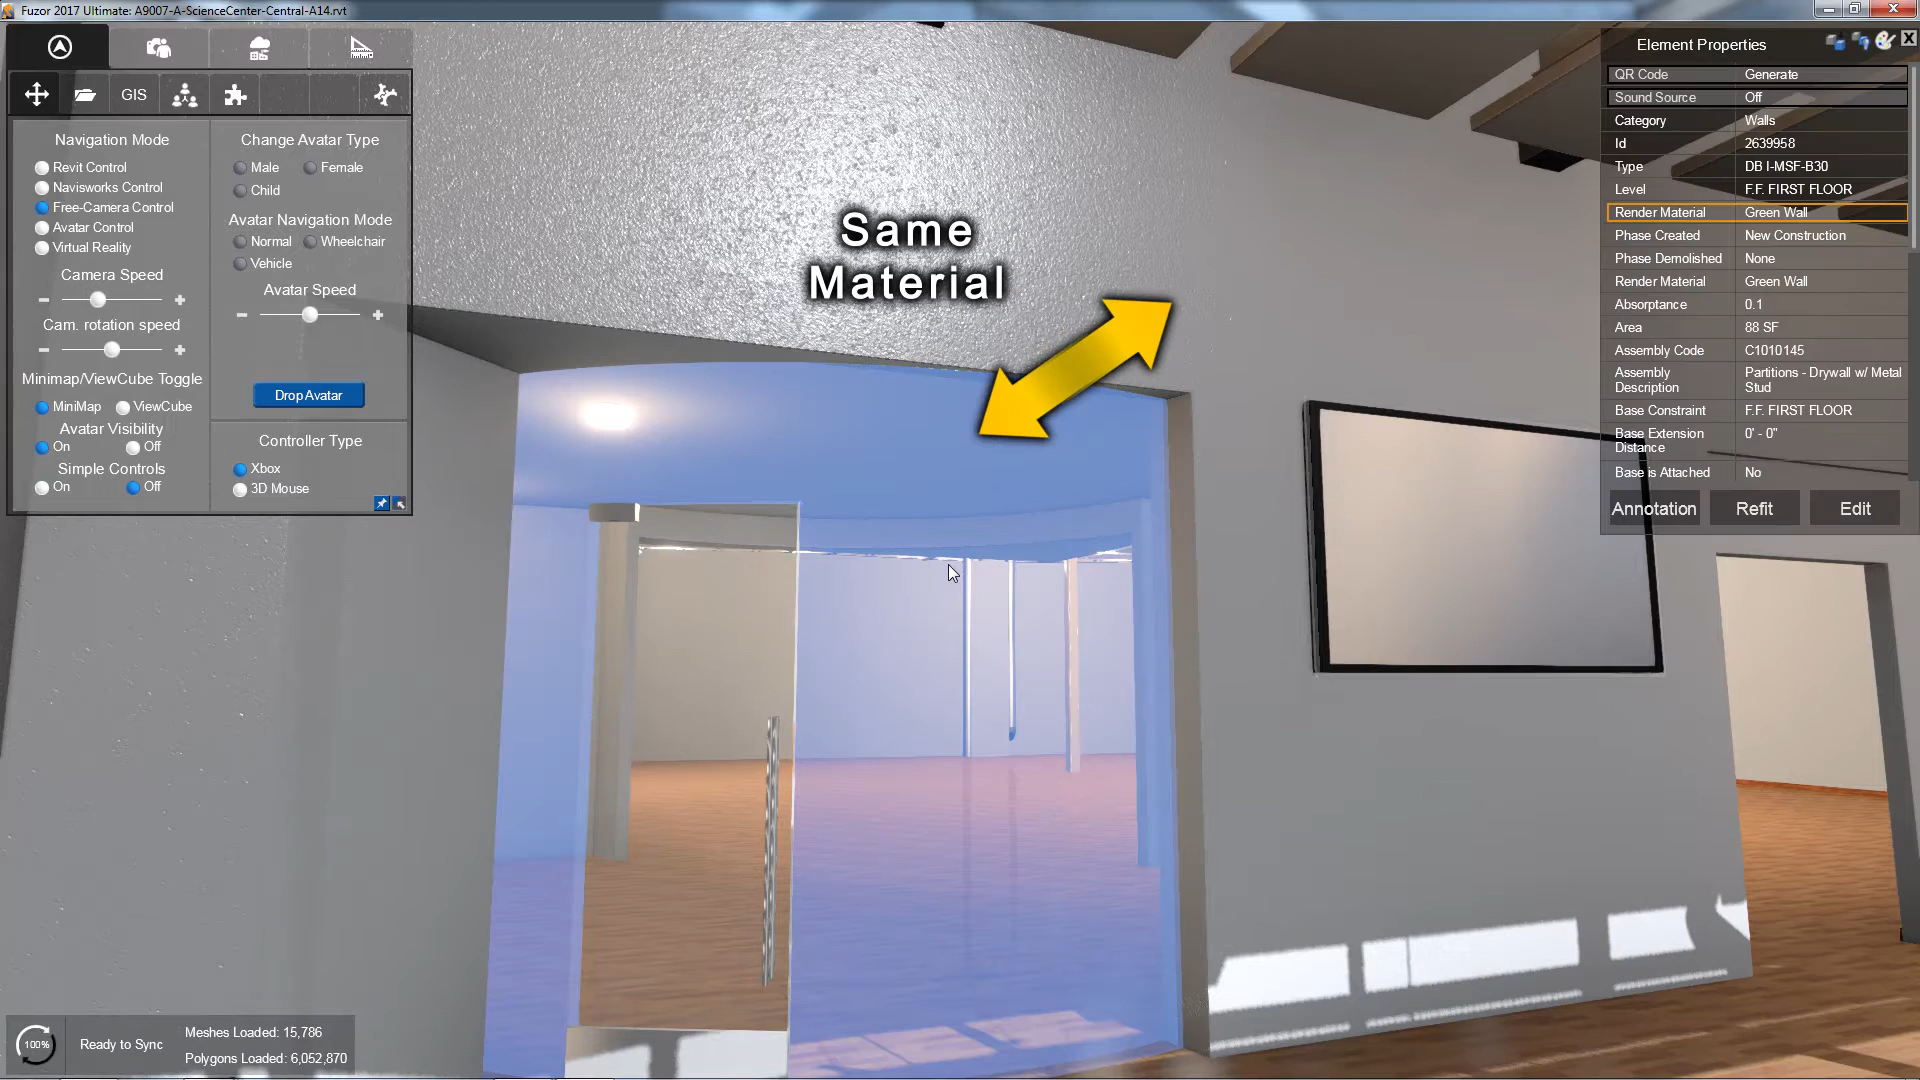 Fuzor 2017 Ultimate: A9007-A-ScienceCenter-Central-A14.rvt
GIS
Navigation Mode
Revit Control
Navisworks Control
Free-Camera Control
Avatar Control
Virtual Reality
Camera Speed
Cam. rotation speed
Minimap/ViewCube Toggle
MiniMap ViewCube
Avatar Visibility
On Off
Simple Controls
On Off
Change Avatar Type
Male Female
Child
Avatar Navigation Mode
Normal Wheelchair
Vehicle
Avatar Speed
Drop Avatar
Controller Type
Xbox
3D Mouse
Same
Material
Element Properties
QR Code Generate
Sound Source Off
Category Walls
Id 2639958
Type DB I-MSF-B30
Level F.F. FIRST FLOOR
Render Material Green Wall
Phase Created New Construction
Phase Demolished None
Render Material Green Wall
Absorptance 0.1
Area 88 SF
Assembly Code C1010145
Assembly Description Partitions - Drywall w/ Metal Stud
Base Constraint F.F. FIRST FLOOR
Base Extension Distance 0' - 0"
Base is Attached No
Annotation Refit Edit
100%
Ready to Sync
Meshes Loaded: 15,786
Polygons Loaded: 6,052,870